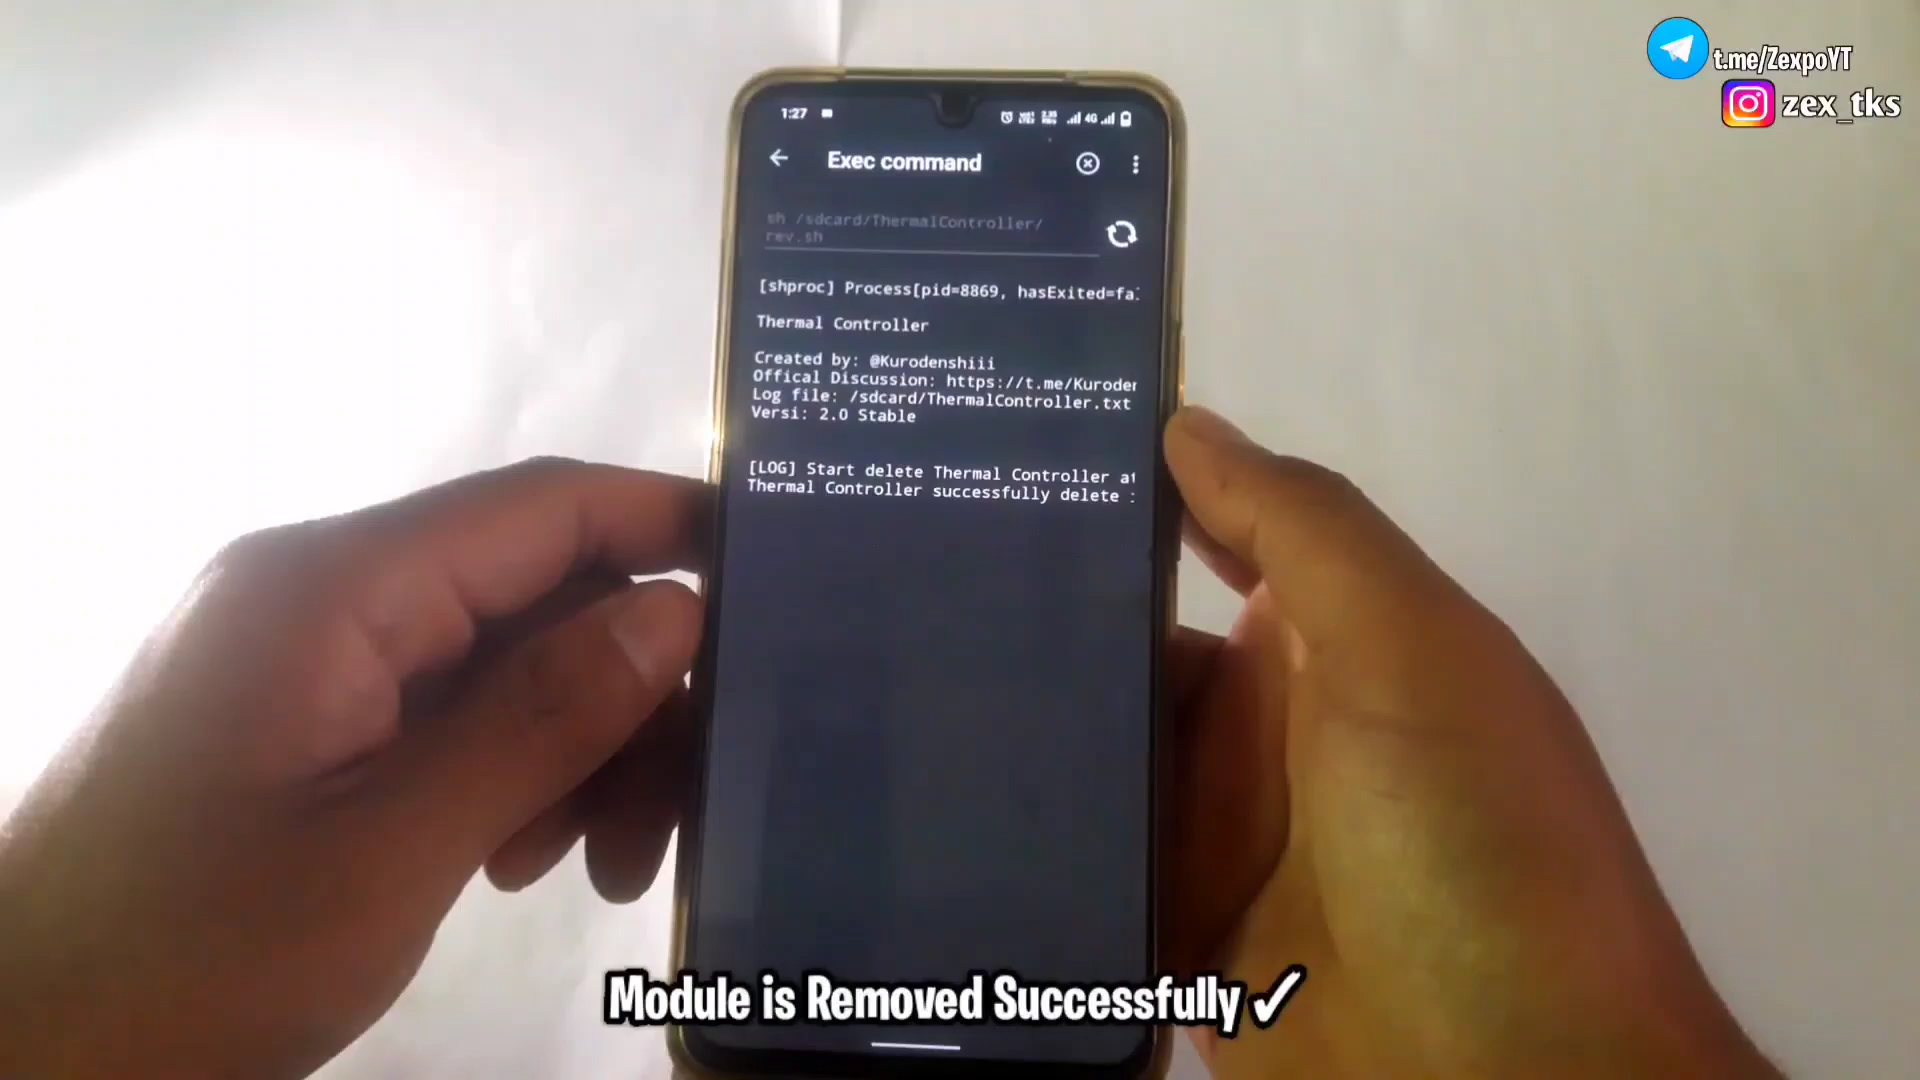 t.me/ZexpoYT
zex_tks
1:27
4G
Exec command
sh /sdcard/ThermalController/
rev.sh
[shproc] Process[pid=8869, hasExited=fa
Thermal Controller
Created by: @Kurodenshiii
Offical Discussion: https://t.me/Kuroden
Log file: /sdcard/ThermalController.txt
Versi: 2.0 Stable
[LOG] Start delete Thermal Controller at
Thermal Controller successfully delete :
Module is Removed Successfully ✓